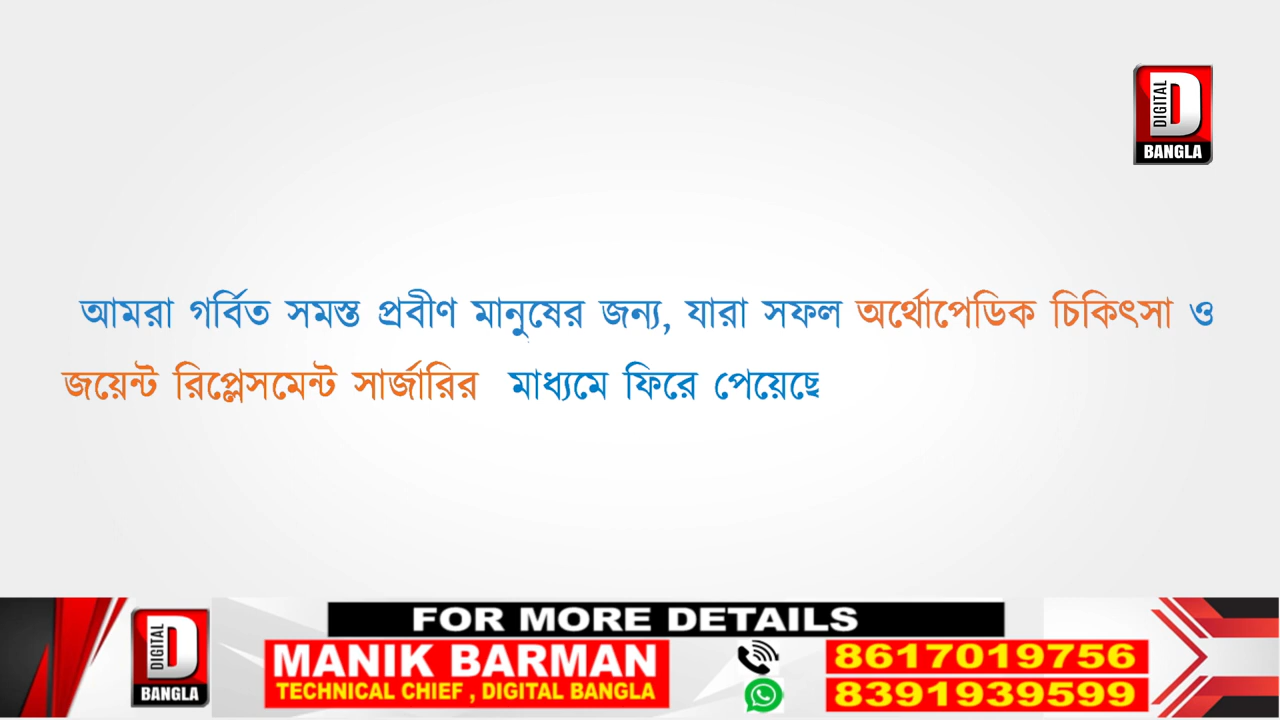 DIGITAL
D
BANGLA
আমরা গর্বিত সমস্ত প্রবীণ মানুষের জন্য, যারা সফল অর্থোপেডিক চিকিৎসা ও
জয়েন্ট রিপ্লেসমেন্ট সার্জারির মাধ্যমে ফিরে পেয়েছে
DIGITAL
D
BANGLA
FOR MORE DETAILS
MANIK BARMAN
TECHNICAL CHIEF , DIGITAL BANGLA
8617019756
8391939599